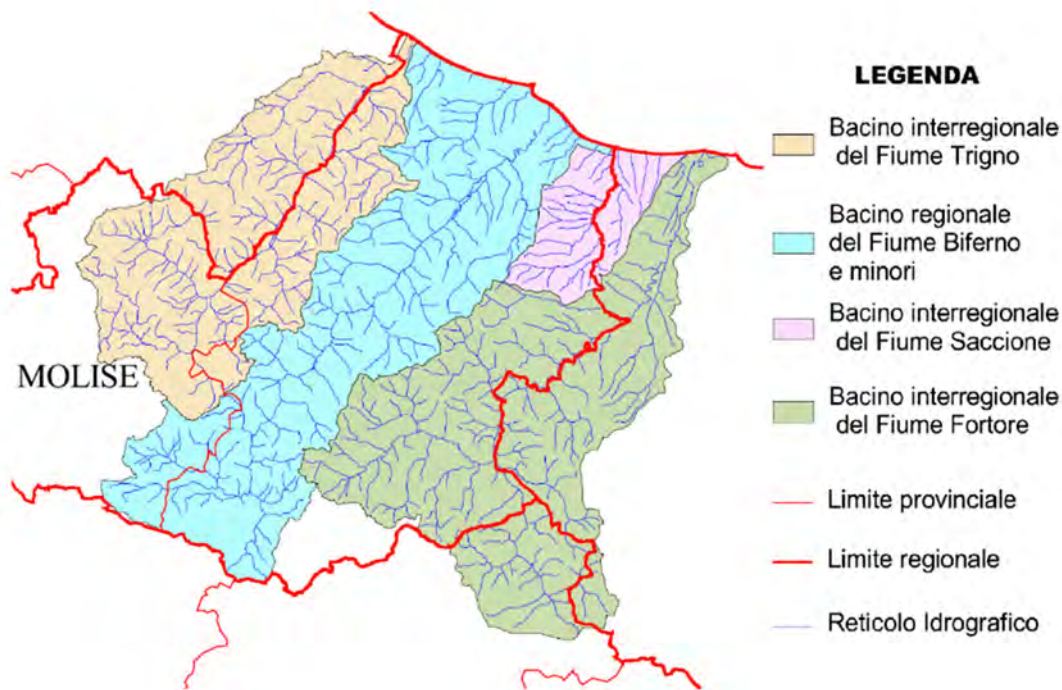 MOLISE
LEGENDA
Bacino interregionale
del Fiume Trigno
Bacino regionale
del Fiume Biferno
e minori
Bacino interregionale
del Fiume Saccione
Bacino interregionale
del Fiume Fortore
Limite provinciale
Limite regionale
Reticolo Idrografico